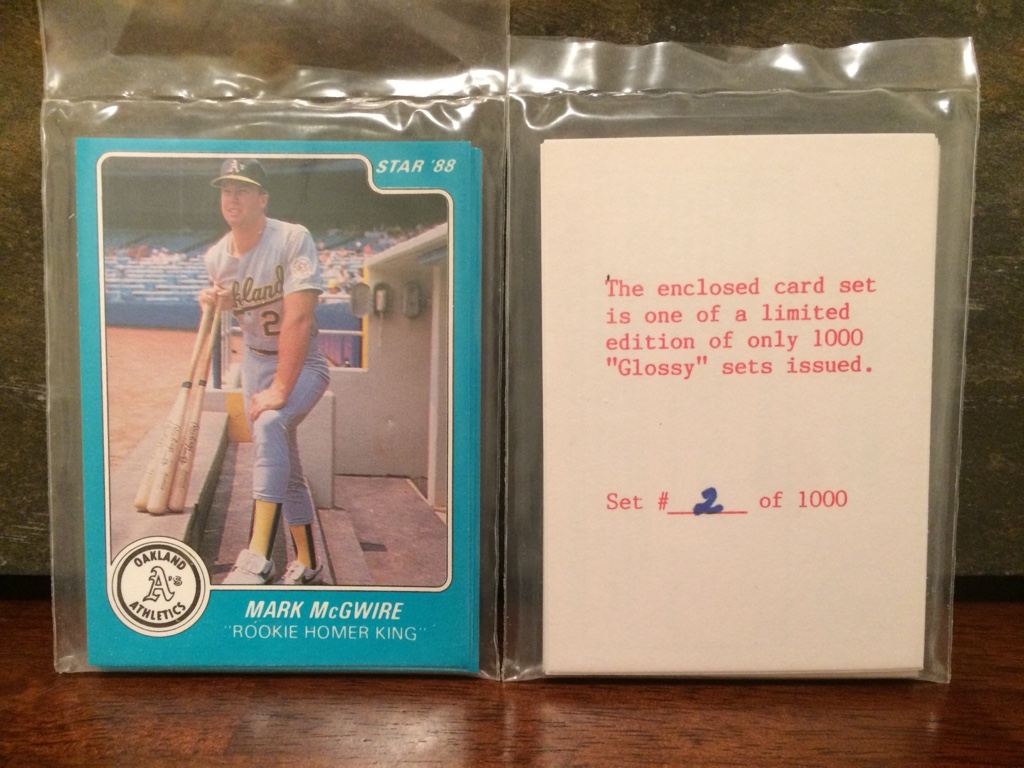 STAR '88
A's
kland
2
OAKLAND
A's
ATHLETICS
MARK McGWIRE
"ROOKIE HOMER KING"
The enclosed card set
is one of a limited
edition of only 1000
"Glossy" sets issued.
Set # 2 of 1000